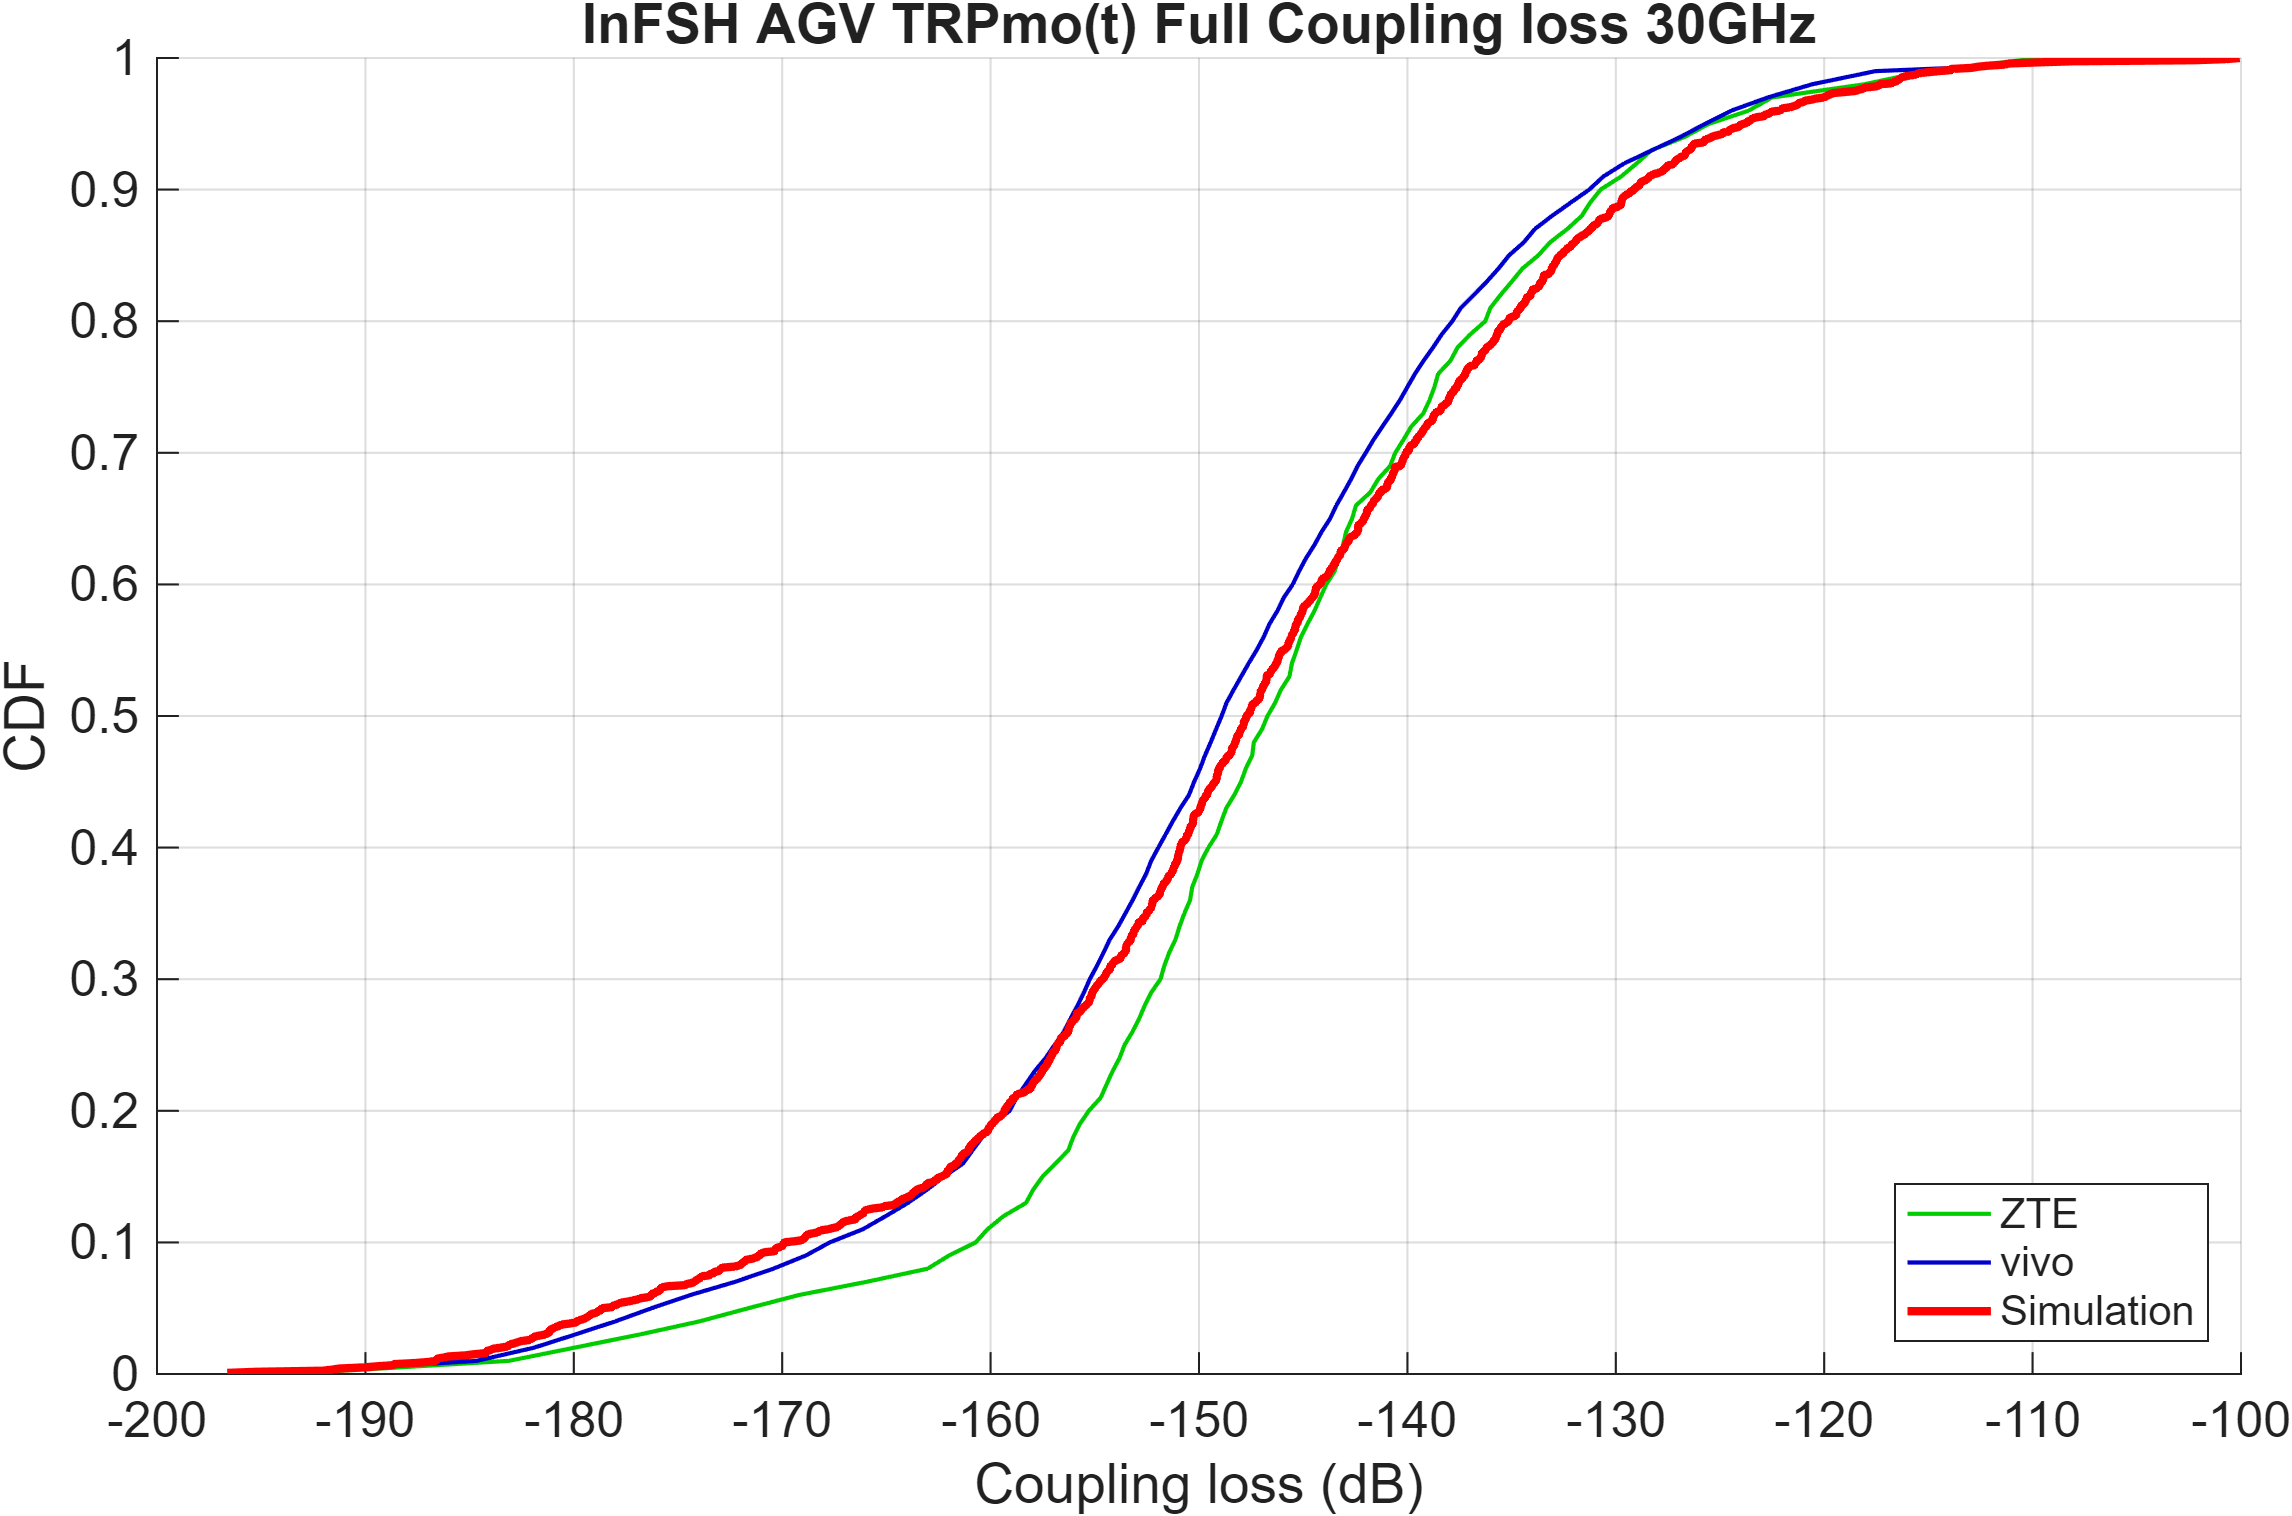 InFSH AGV TRPmo(t) Full Coupling loss 30GHz
1
0.9
0.8
0.7
0.6
0.5
0.4
0.3
0.2
0.1
0
CDF
-200 -190 -180 -170 -160 -150 -140 -130 -120 -110 -100
Coupling loss (dB)
ZTE
vivo
Simulation